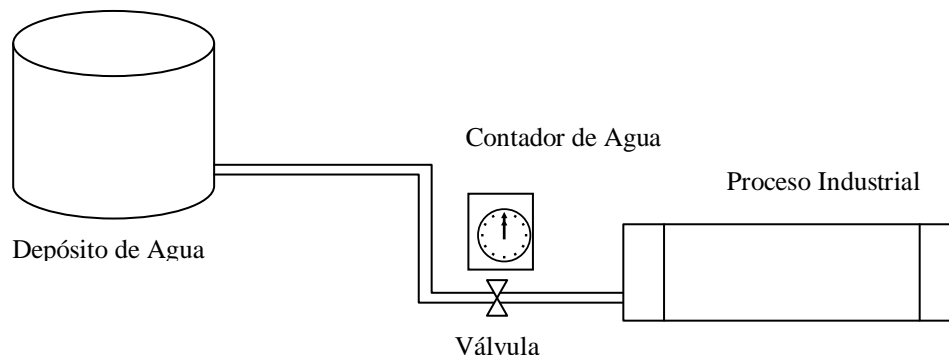 Contador de Agua
Proceso Industrial
Depósito de Agua
Válvula